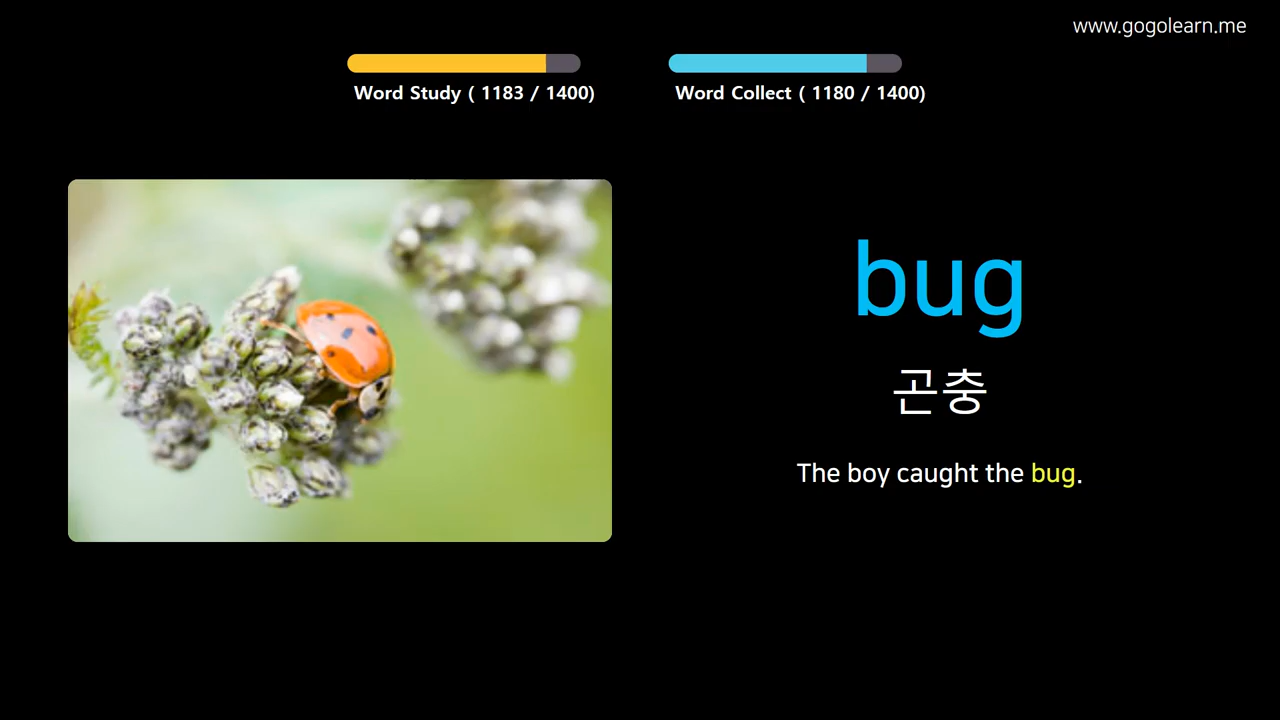 www.gogolearn.me
Word Study ( 1183 / 1400)
Word Collect ( 1180 / 1400)
bug
곤충
The boy caught the bug.